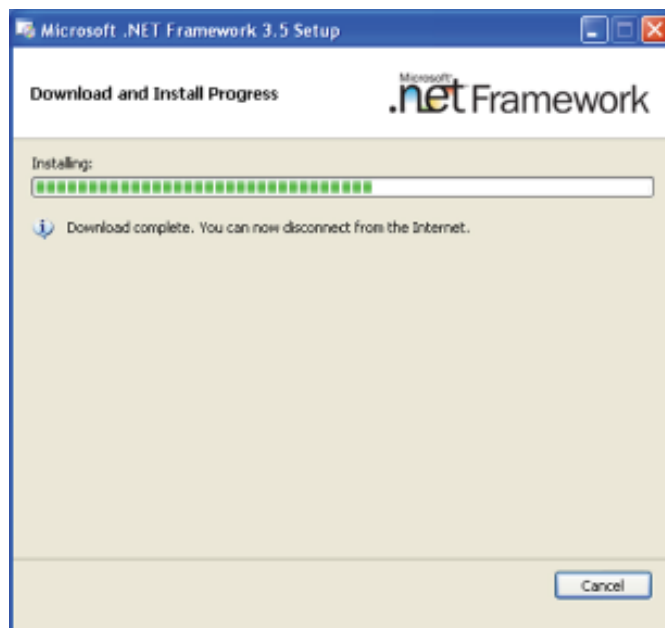 Microsoft .NET Framework 3.5 Setup
Download and Install Progress
Microsoft
.net Framework
Installing:
Download complete. You can now disconnect from the Internet.
Cancel